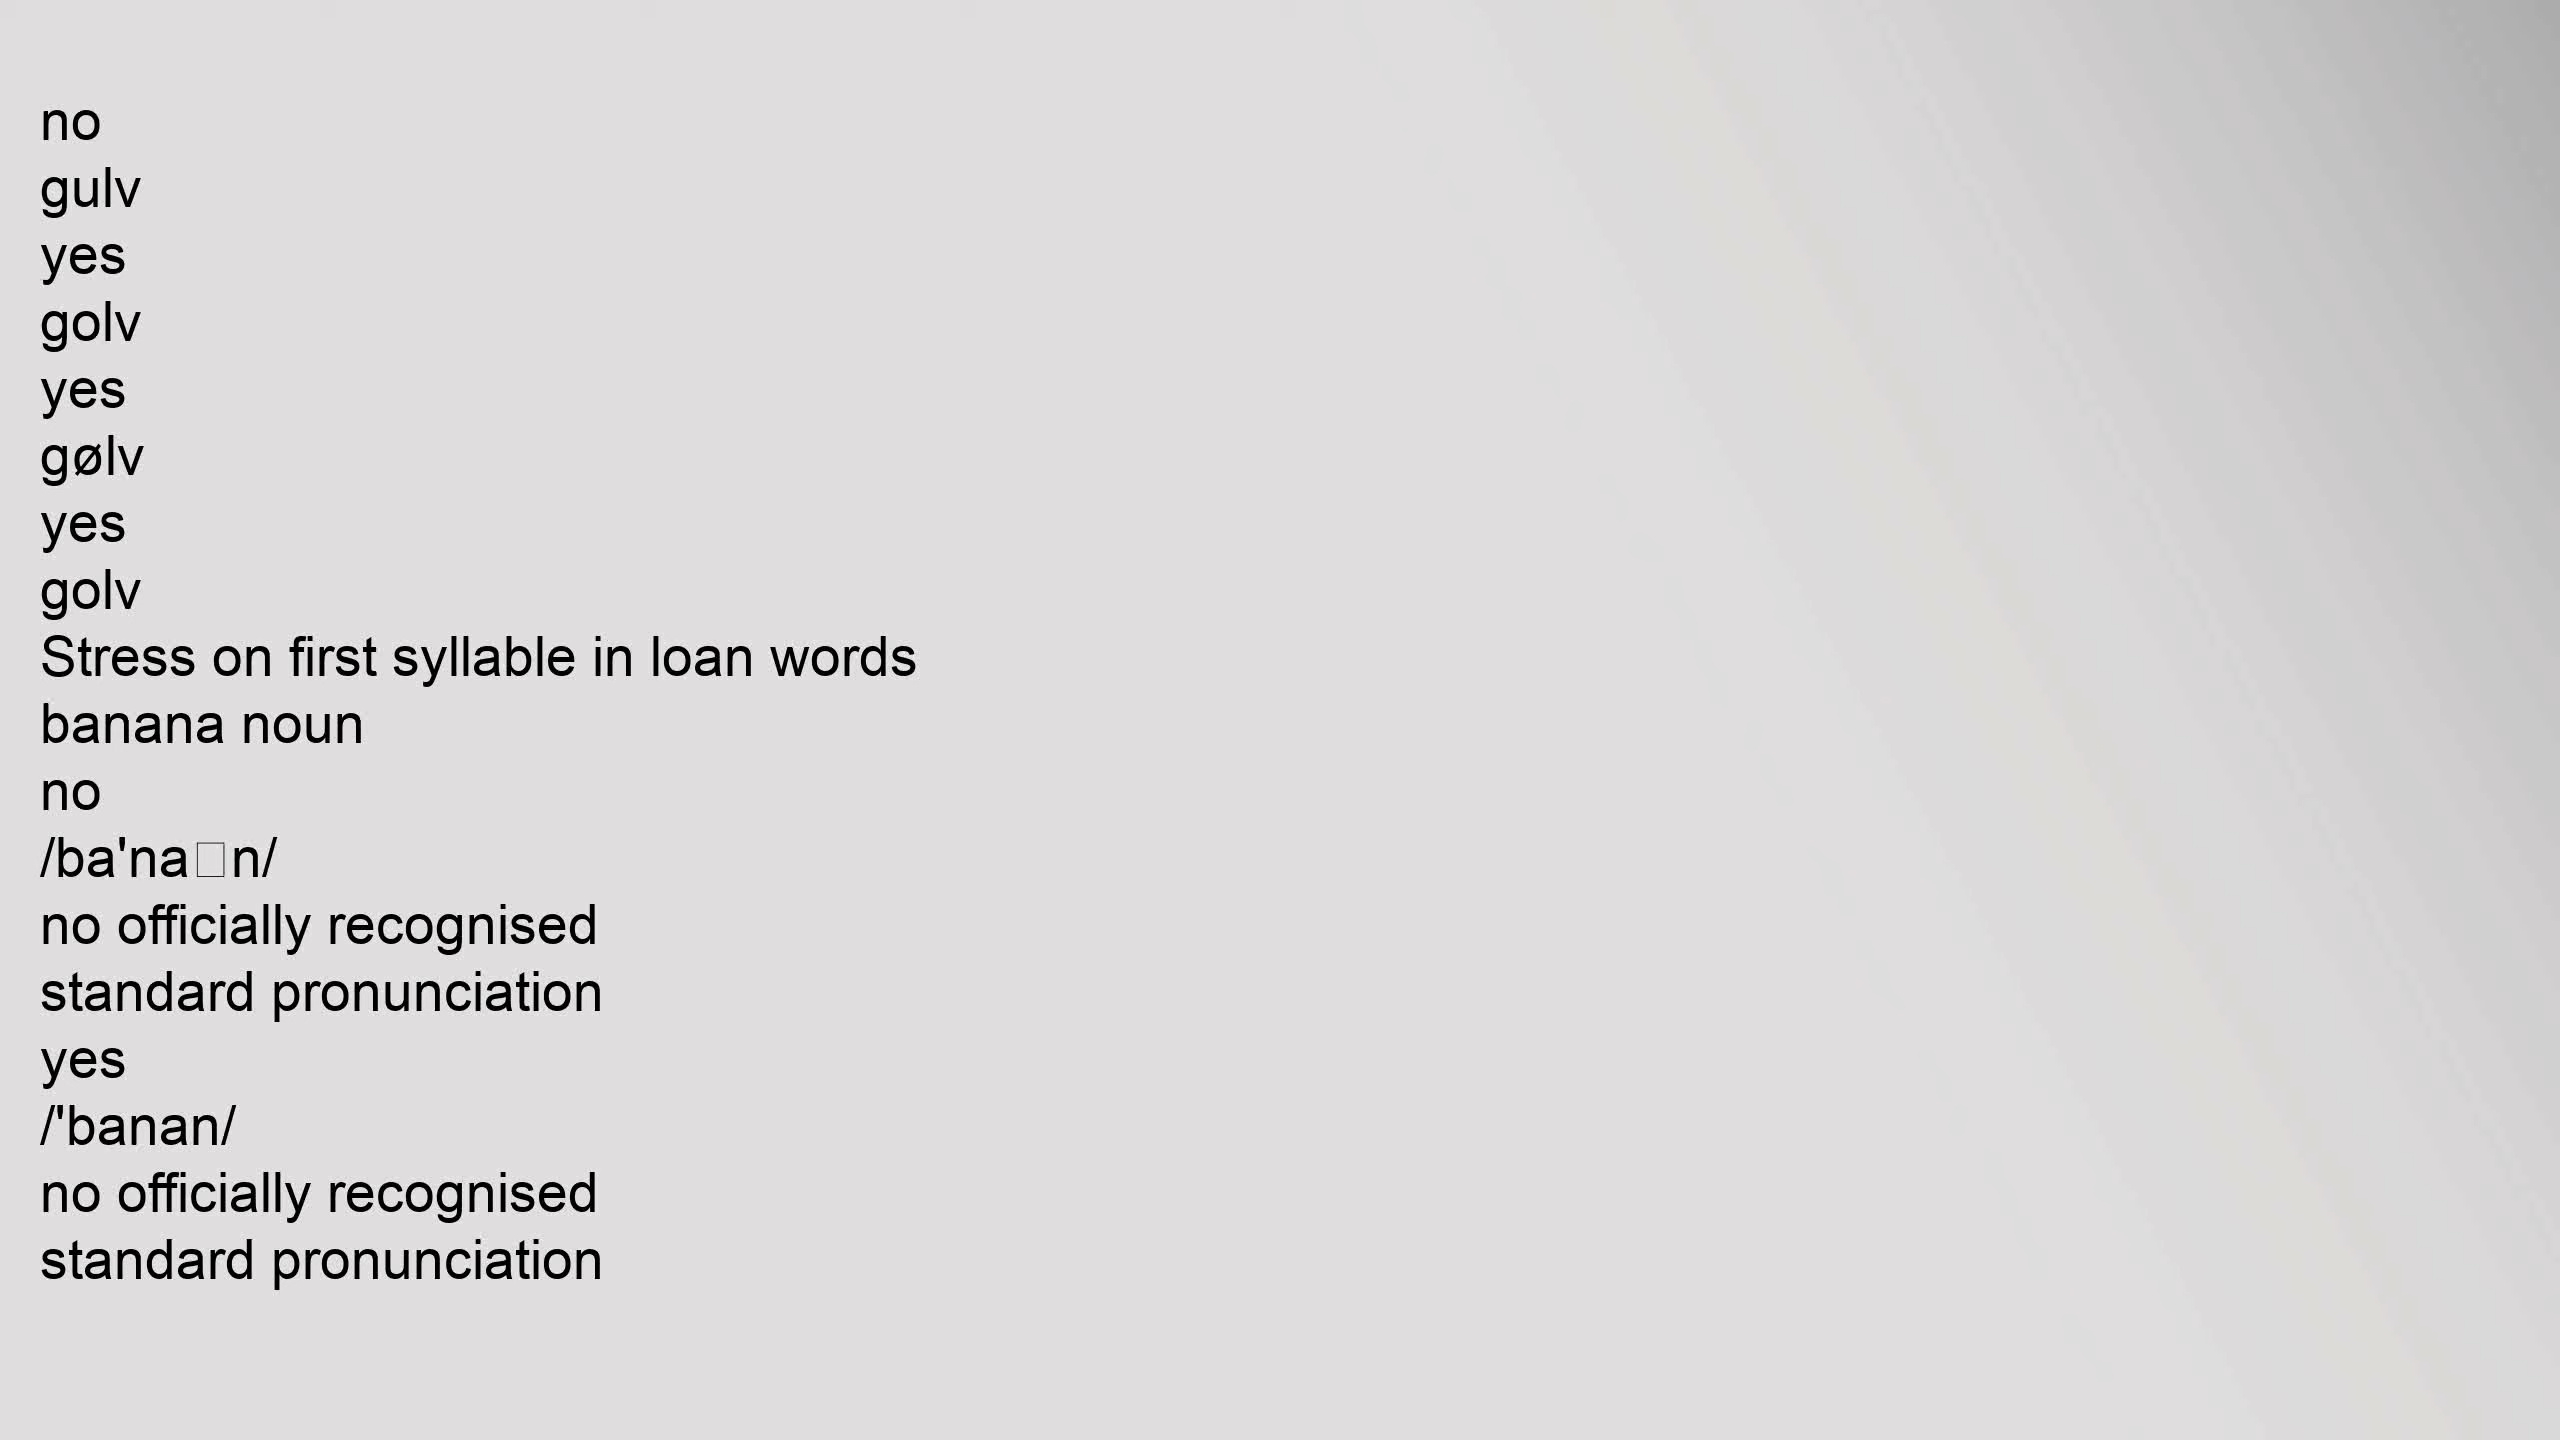 no
gulv
yes
golv
yes
gølv
yes
golv
Stress on first syllable in loan words
banana noun
no
/ba'na□n/
no officially recognised
standard pronunciation
yes
/'banan/
no officially recognised
standard pronunciation